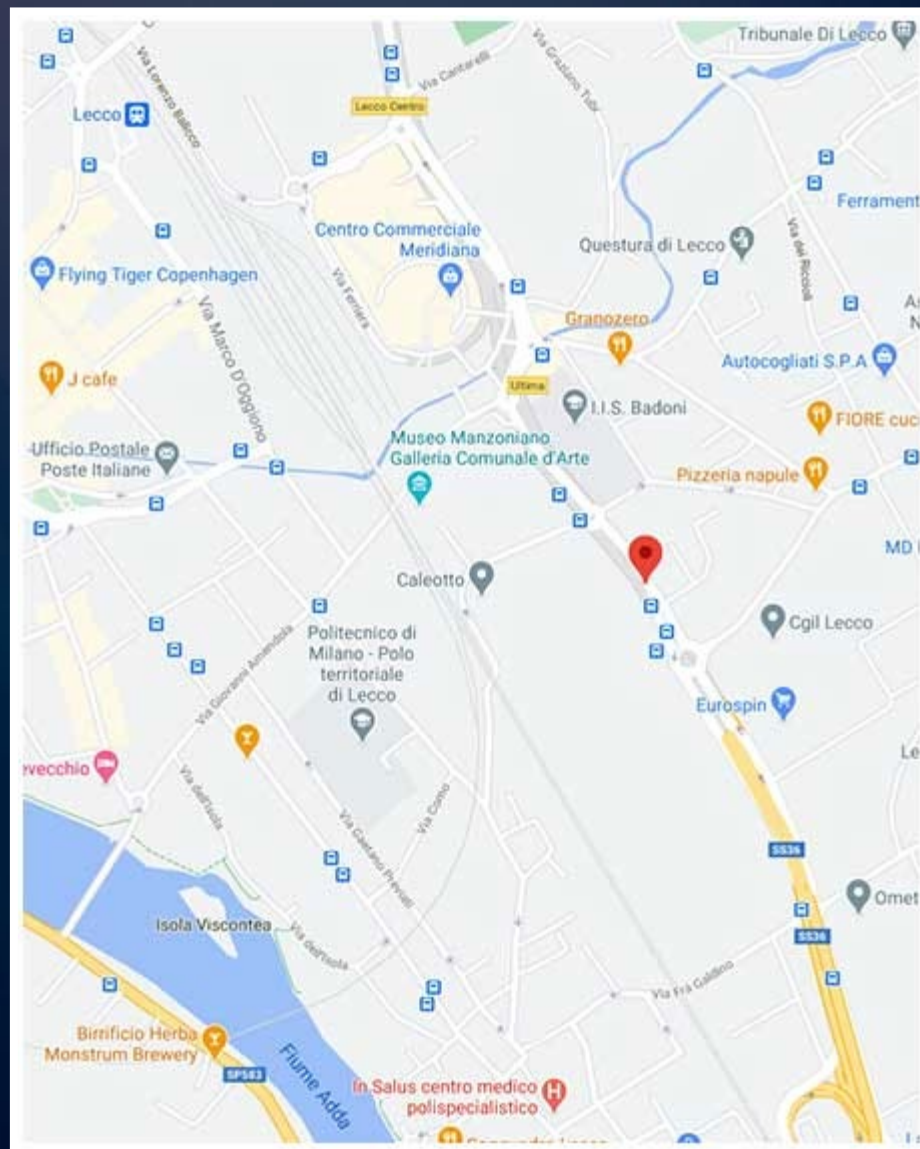 Tribunale Di Lecco
Via Lorenzo Balicco
Via Cantarelli
Via Graziano Tubi
Lecco Centro
Lecco
Via dei Riccioli
Ferrament
Centro Commerciale
Meridiana
Questura di Lecco
Flying Tiger Copenhagen
Via Ferriera
Granozero
Via Marco D'Oggiono
Autocogliati S.P.A
J cafe
Ultima
I.I.S. Badoni
FIORE cuci
Museo Manzoniano
Galleria Comunale d'Arte
Ufficio Postale
Poste Italiane
Pizzeria napule
MD
Caleotto
Cgil Lecco
Politecnico di
Milano - Polo
territoriale
di Lecco
Via Giovanni Amendola
Eurospin
Le
evecchio
Via dell'Isola
Via Como
Via Gaetano Previati
SS36
Omet
Isola Viscontea
SS36
Via dell'Isola
Via Fra Galdino
Birrificio Herba
Monstrum Brewery
SP583
Fiume Adda
In Salus centro medico
polispecialistico